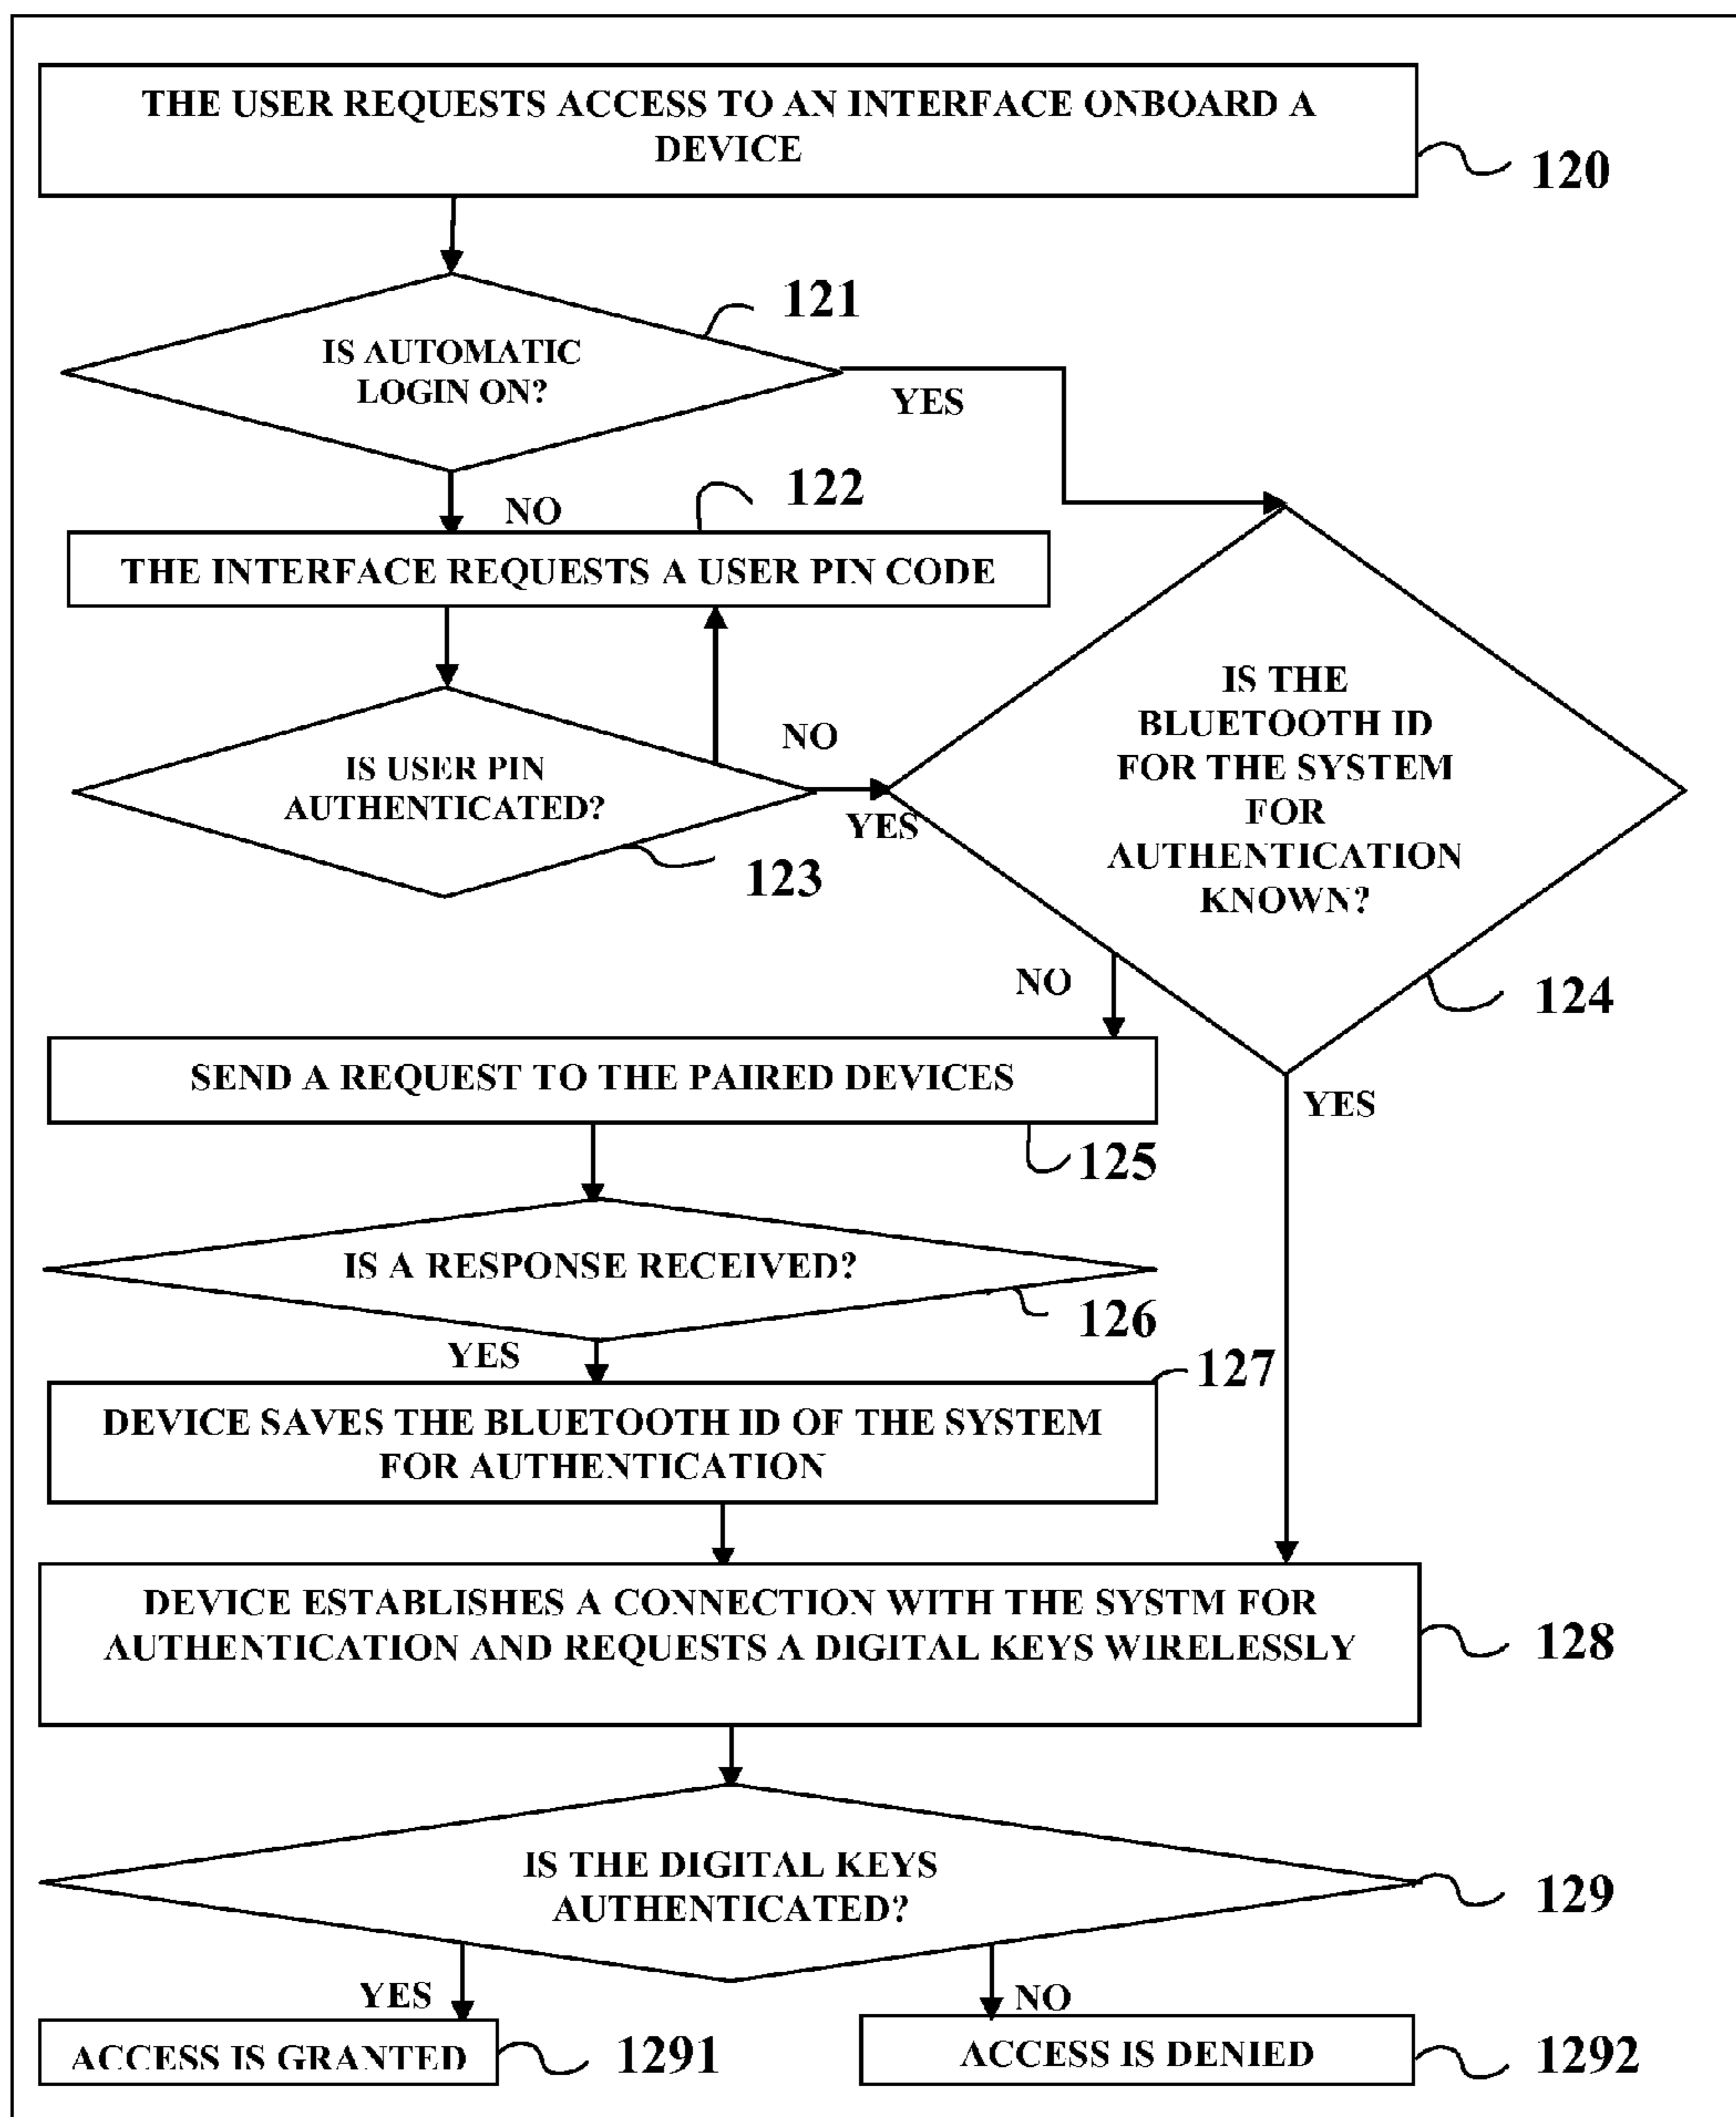 THE USER REQUESTS ACCESS TO AN INTERFACE ONBOARD A
DEVICE
120
121
IS AUTOMATIC
LOGIN ON?
YES
122
NO
THE INTERFACE REQUESTS A USER PIN CODE
IS THE
BLUETOOTH ID
FOR THE SYSTEM
FOR
AUTHENTICATION
KNOWN?
NO
IS USER PIN
AUTHENTICATED?
YES
123
NO
124
SEND A REQUEST TO THE PAIRED DEVICES
YES
125
IS A RESPONSE RECEIVED?
126
YES
127
DEVICE SAVES THE BLUETOOTH ID OF THE SYSTEM
FOR AUTHENTICATION
DEVICE ESTABLISHES A CONNECTION WITH THE SYSTM FOR
AUTHENTICATION AND REQUESTS A DIGITAL KEYS WIRELESSLY
128
IS THE DIGITAL KEYS
AUTHENTICATED?
129
YES
NO
ACCESS IS GRANTED
1291
ACCESS IS DENIED
1292